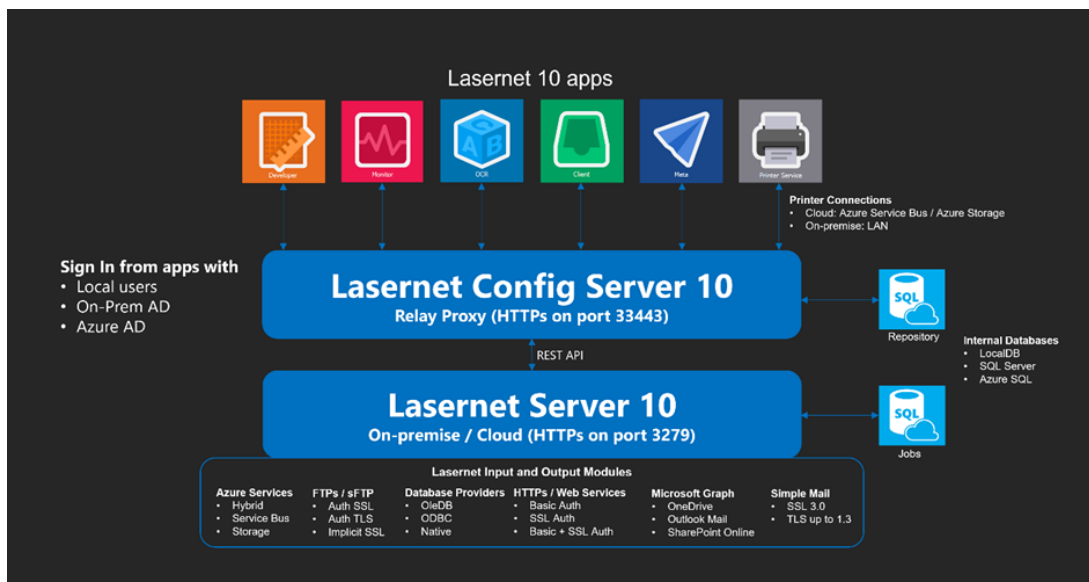 Lasernet 10 apps
Developer
Monitor
OCR
Client
Meta
Printer Service
Printer Connections
• Cloud: Azure Service Bus / Azure Storage
• On-premise: LAN
Sign In from apps with
• Local users
• On-Prem AD
• Azure AD
Lasernet Config Server 10
Relay Proxy (HTTPs on port 33443)
SQL
Repository
REST API
Internal Databases
• LocalDB
• SQL Server
• Azure SQL
Lasernet Server 10
On-premise / Cloud (HTTPs on port 3279)
SQL
Jobs
Lasernet Input and Output Modules
Azure Services
• Hybrid
• Service Bus
• Storage
FTPs / sFTP
• Auth SSL
• Auth TLS
• Implicit SSL
Database Providers
• OleDB
• ODBC
• Native
HTTPs / Web Services
• Basic Auth
• SSL Auth
• Basic + SSL Auth
Microsoft Graph
• OneDrive
• Outlook Mail
• SharePoint Online
Simple Mail
• SSL 3.0
• TLS up to 1.3